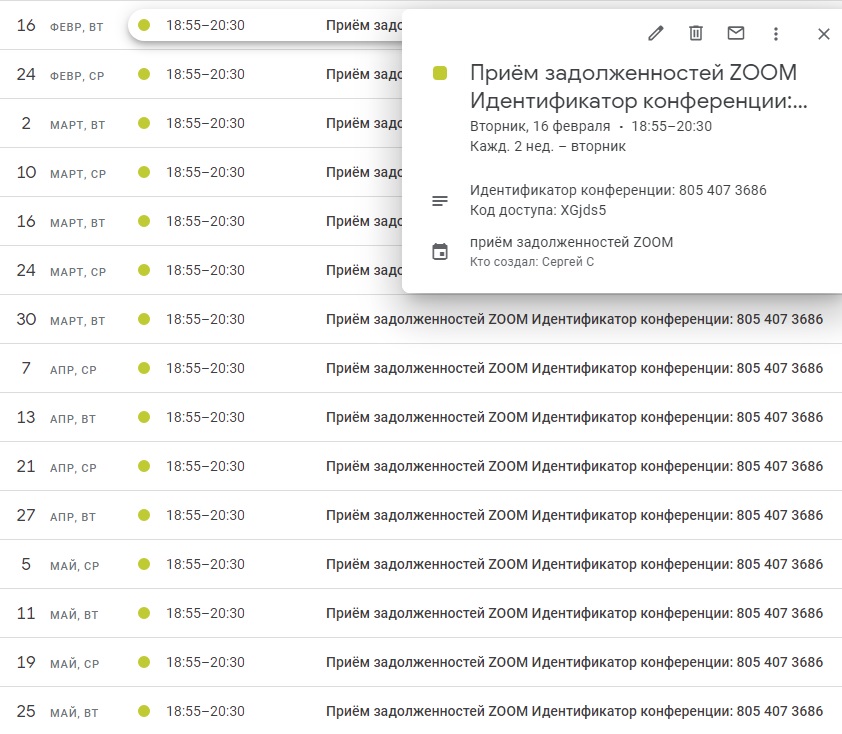 16 ФЕВР, ВТ 18:55–20:30 Приём задо
24 ФЕВР, СР 18:55–20:30 Приём задо
2 МАРТ, ВТ 18:55–20:30 Приём задо
10 МАРТ, СР 18:55–20:30 Приём задо
16 МАРТ, ВТ 18:55–20:30 Приём задо
24 МАРТ, СР 18:55–20:30 Приём задо
Приём задолженностей ZOOM
Идентификатор конференции:...
Вторник, 16 февраля · 18:55–20:30
Кажд. 2 нед. – вторник
Идентификатор конференции: 805 407 3686
Код доступа: XGjds5
приём задолженностей ZOOM
Кто создал: Сергей С
30 МАРТ, ВТ 18:55–20:30 Приём задолженностей ZOOM Идентификатор конференции: 805 407 3686
7 АПР, СР 18:55–20:30 Приём задолженностей ZOOM Идентификатор конференции: 805 407 3686
13 АПР, ВТ 18:55–20:30 Приём задолженностей ZOOM Идентификатор конференции: 805 407 3686
21 АПР, СР 18:55–20:30 Приём задолженностей ZOOM Идентификатор конференции: 805 407 3686
27 АПР, ВТ 18:55–20:30 Приём задолженностей ZOOM Идентификатор конференции: 805 407 3686
5 МАЙ, СР 18:55–20:30 Приём задолженностей ZOOM Идентификатор конференции: 805 407 3686
11 МАЙ, ВТ 18:55–20:30 Приём задолженностей ZOOM Идентификатор конференции: 805 407 3686
19 МАЙ, СР 18:55–20:30 Приём задолженностей ZOOM Идентификатор конференции: 805 407 3686
25 МАЙ, ВТ 18:55–20:30 Приём задолженностей ZOOM Идентификатор конференции: 805 407 3686